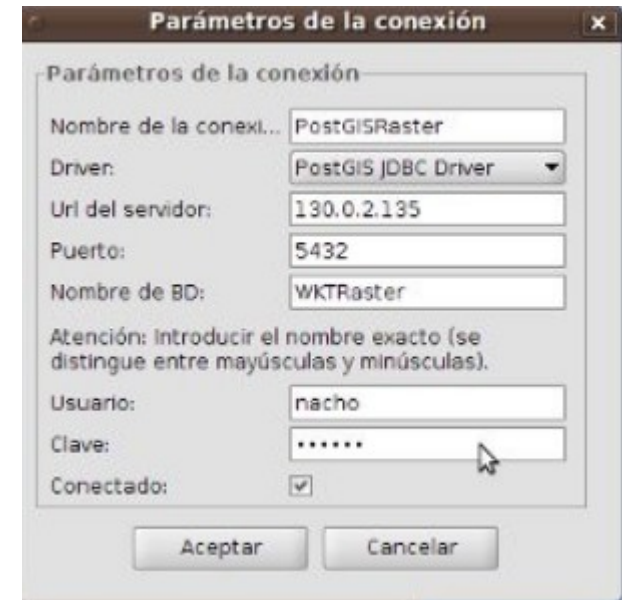 Parámetros de la conexión
Parámetros de la conexión
Nombre de la conexi... PostGISRaster
Driver: PostGIS JDBC Driver
Url del servidor: 130.0.2.135
Puerto: 5432
Nombre de BD: WKTRaster
Atención: Introducir el nombre exacto (se
distingue entre mayúsculas y minúsculas).
Usuario: nacho
Clave: ••••••
Conectado:
Aceptar Cancelar